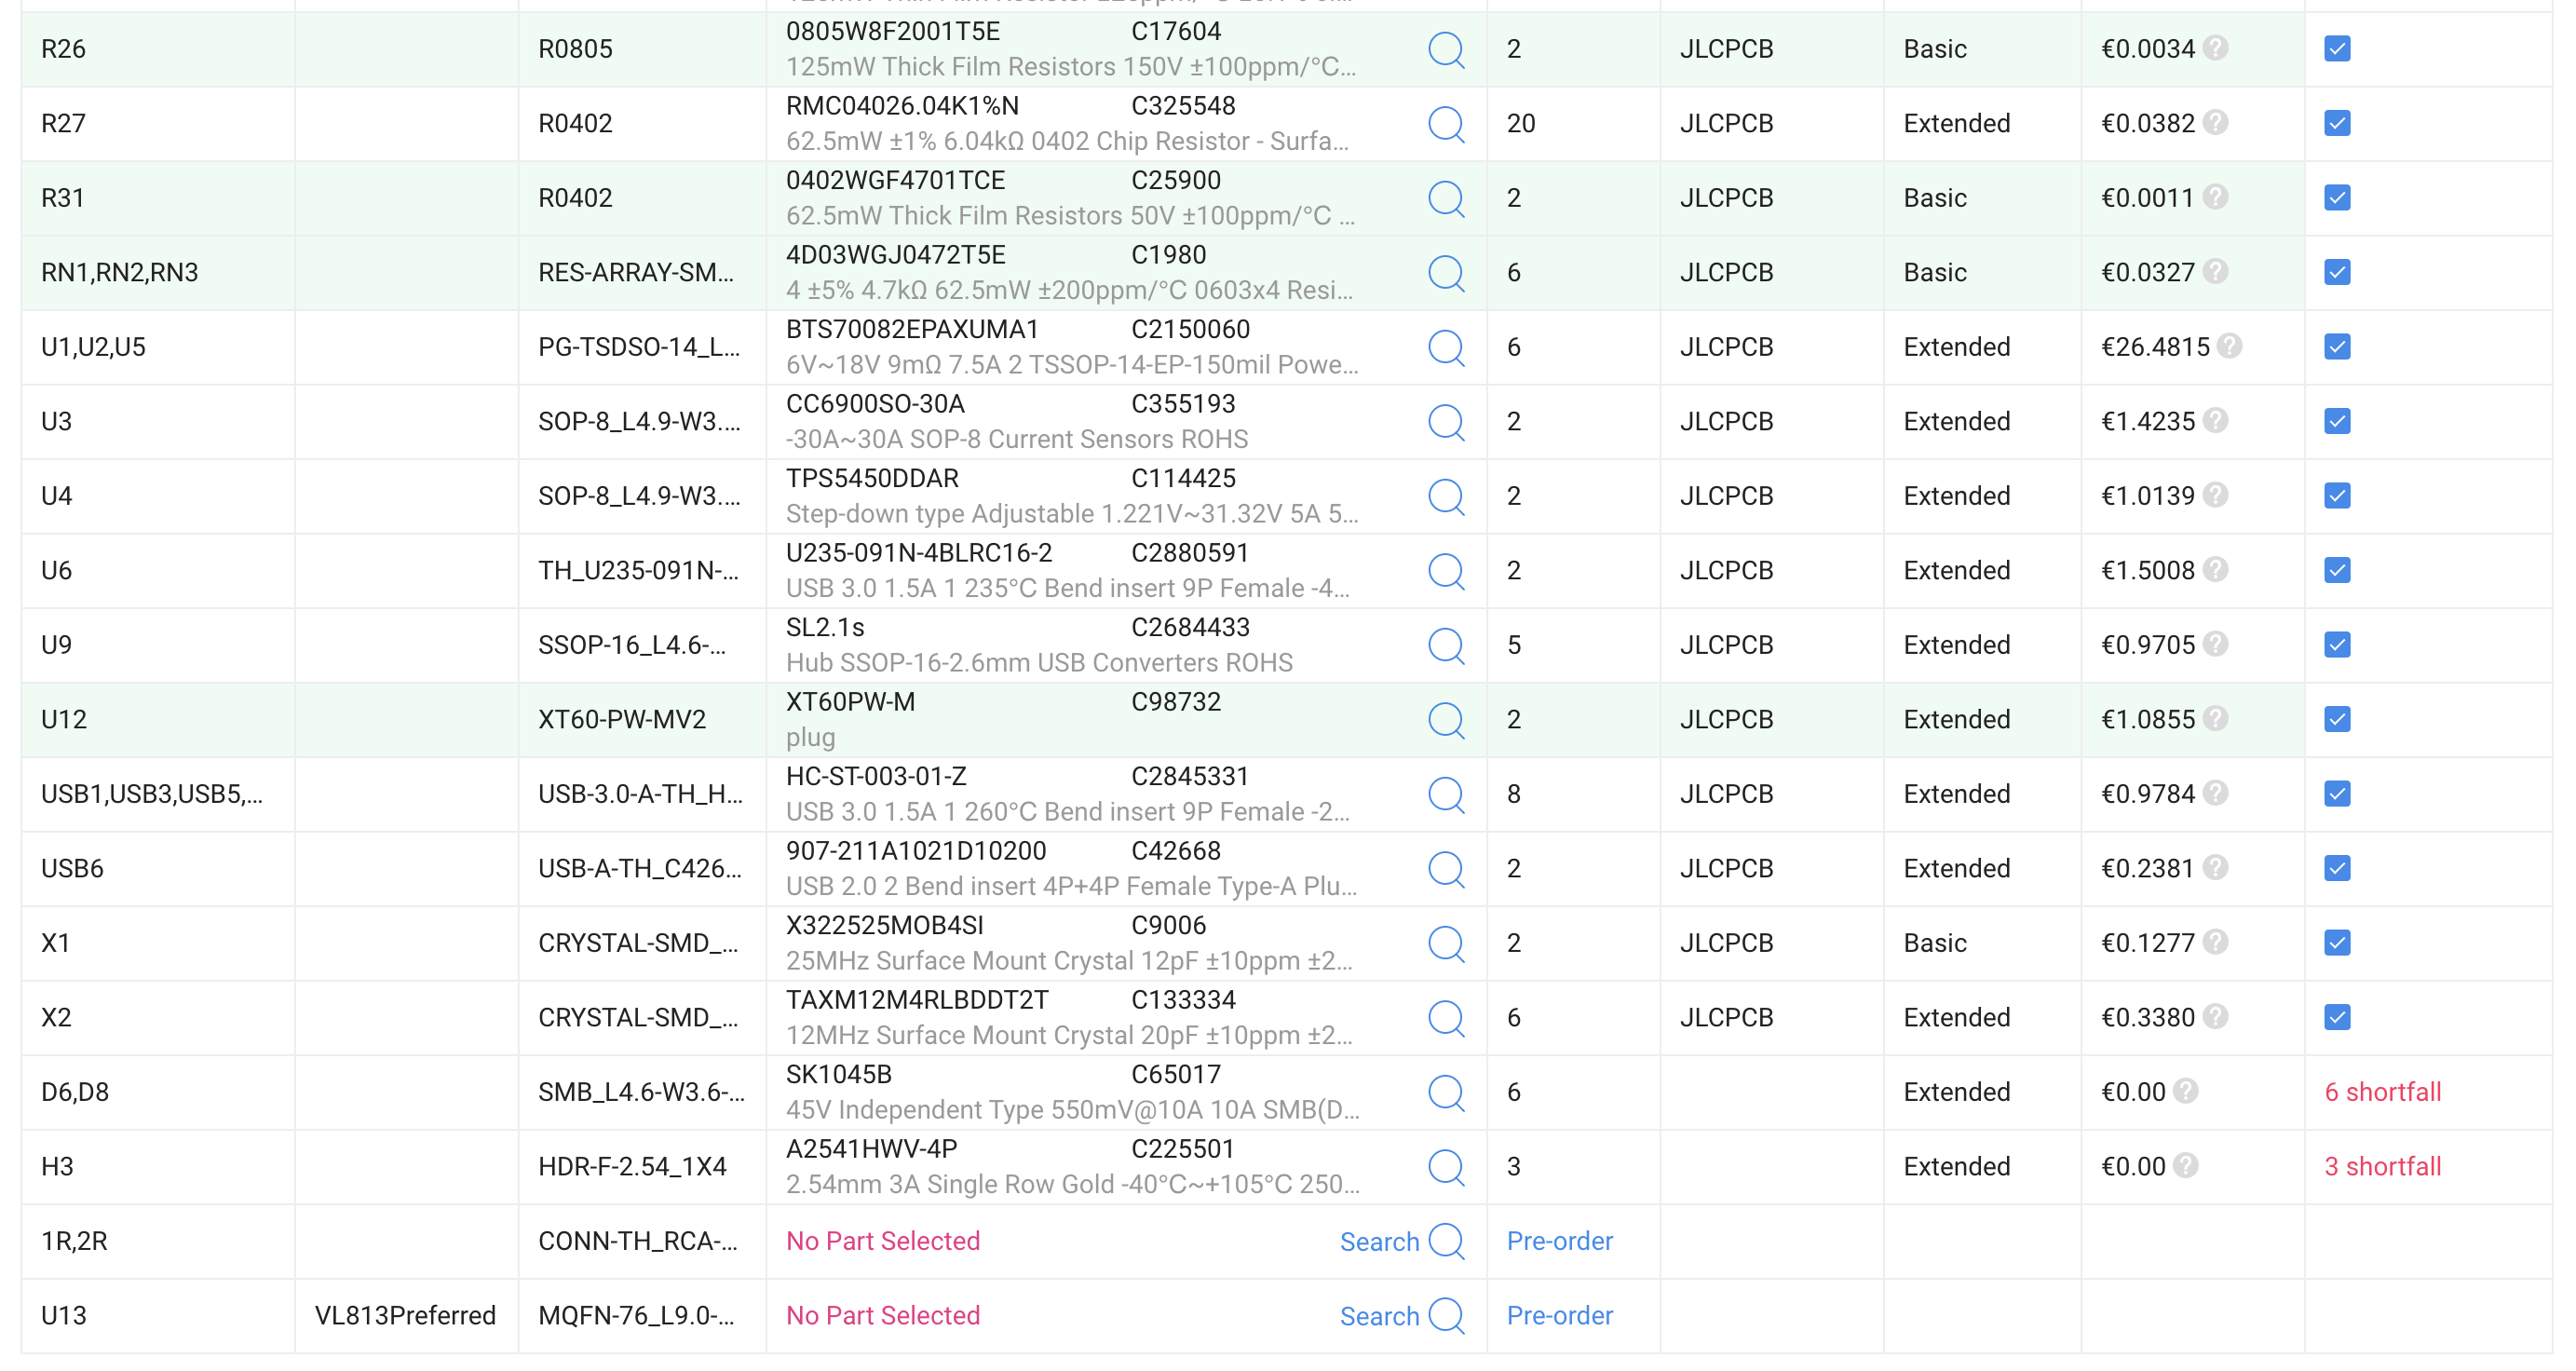 R26 R0805 0805W8F2001T5E C17604 2 JLCPCB Basic €0.0034 ?
125mW Thick Film Resistors 150V ±100ppm/°C...
R27 R0402 RMC04026.04K1%N C325548 20 JLCPCB Extended €0.0382 ?
62.5mW ±1% 6.04kΩ 0402 Chip Resistor - Surfa...
R31 R0402 0402WGF4701TCE C25900 2 JLCPCB Basic €0.0011 ?
62.5mW Thick Film Resistors 50V ±100ppm/°C ...
RN1,RN2,RN3 RES-ARRAY-SM... 4D03WGJ0472T5E C1980 6 JLCPCB Basic €0.0327 ?
4 ±5% 4.7kΩ 62.5mW ±200ppm/°C 0603x4 Resi...
U1,U2,U5 PG-TSDSO-14_L... BTS70082EPAXUMA1 C2150060 6 JLCPCB Extended €26.4815 ?
6V~18V 9mΩ 7.5A 2 TSSOP-14-EP-150mil Powe...
U3 SOP-8_L4.9-W3.... CC6900SO-30A C355193 2 JLCPCB Extended €1.4235 ?
-30A~30A SOP-8 Current Sensors ROHS
U4 SOP-8_L4.9-W3.... TPS5450DDAR C114425 2 JLCPCB Extended €1.0139 ?
Step-down type Adjustable 1.221V~31.32V 5A 5...
U6 TH_U235-091N-... U235-091N-4BLRC16-2 C2880591 2 JLCPCB Extended €1.5008 ?
USB 3.0 1.5A 1 235°C Bend insert 9P Female -4...
U9 SSOP-16_L4.6-... SL2.1s C2684433 5 JLCPCB Extended €0.9705 ?
Hub SSOP-16-2.6mm USB Converters ROHS
U12 XT60-PW-MV2 XT60PW-M C98732 2 JLCPCB Extended €1.0855 ?
plug
USB1,USB3,USB5,... USB-3.0-A-TH_H... HC-ST-003-01-Z C2845331 8 JLCPCB Extended €0.9784 ?
USB 3.0 1.5A 1 260°C Bend insert 9P Female -2...
USB6 USB-A-TH_C426... 907-211A1021D10200 C42668 2 JLCPCB Extended €0.2381 ?
USB 2.0 2 Bend insert 4P+4P Female Type-A Plu...
X1 CRYSTAL-SMD_... X322525MOB4SI C9006 2 JLCPCB Basic €0.1277 ?
25MHz Surface Mount Crystal 12pF ±10ppm ±2...
X2 CRYSTAL-SMD_... TAXM12M4RLBDDT2T C133334 6 JLCPCB Extended €0.3380 ?
12MHz Surface Mount Crystal 20pF ±10ppm ±2...
D6,D8 SMB_L4.6-W3.6-... SK1045B C65017 6 Extended €0.00 ? 6 shortfall
45V Independent Type 550mV@10A 10A SMB(D...
H3 HDR-F-2.54_1X4 A2541HWV-4P C225501 3 Extended €0.00 ? 3 shortfall
2.54mm 3A Single Row Gold -40°C~+105°C 250...
1R,2R CONN-TH_RCA-... No Part Selected Search Pre-order
U13 VL813Preferred MQFN-76_L9.0-... No Part Selected Search Pre-order